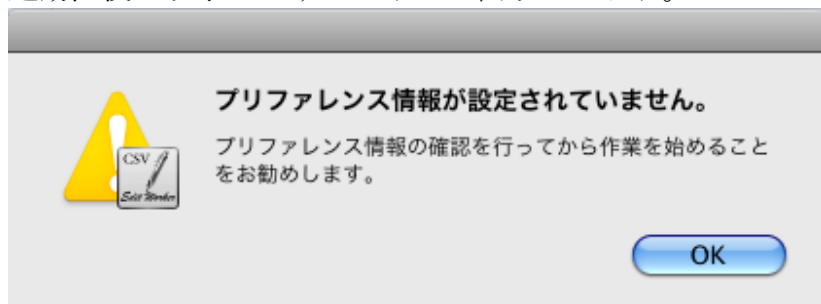 プリファレンス情報が設定されていません。
プリファレンス情報の確認を行ってから作業を始めること
をお勧めします。
CSV
Edit Worker
OK